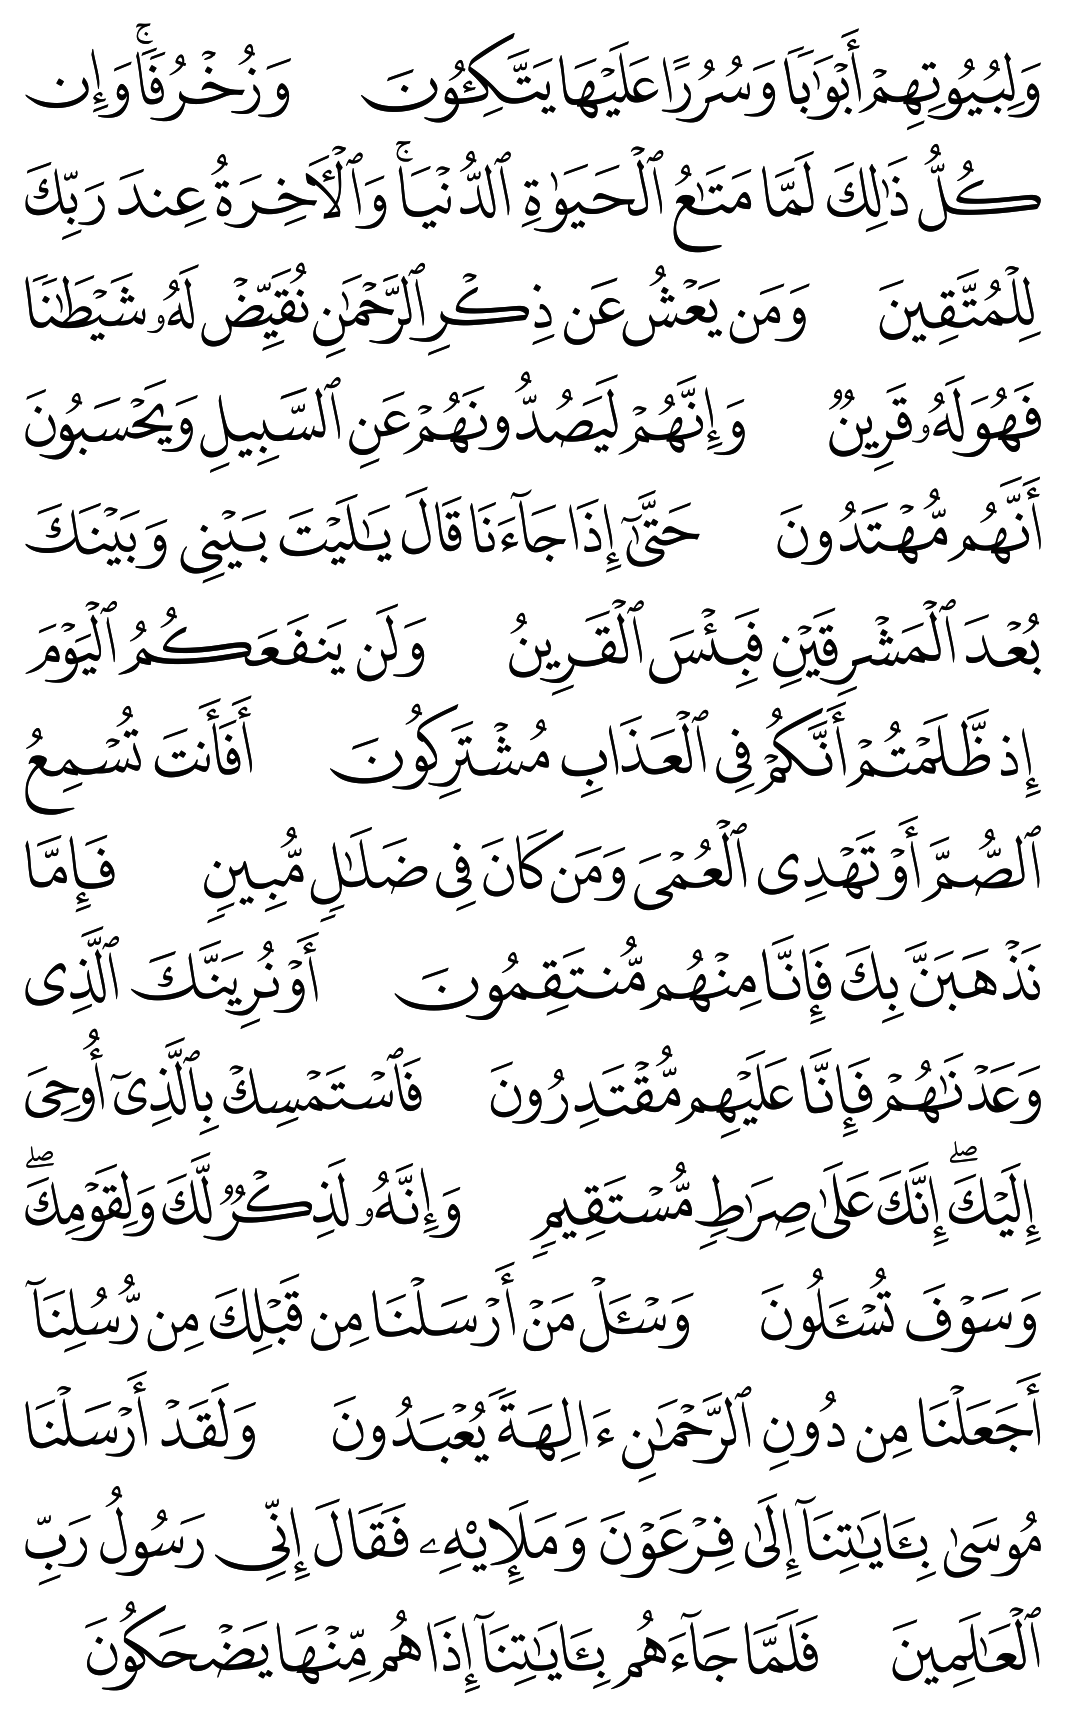 وَلِبُيُوتِهِمْ أَبْوَٰبًا وَسُرُرًا عَلَيْهَا يَتَّكِـُٔونَ وَزُخْرُفًا ۚ وَإِن
كُلُّ ذَٰلِكَ لَمَّا مَتَـٰعُ ٱلْحَيَوٰةِ ٱلدُّنْيَا ۚ وَٱلْـَٔاخِرَةُ عِندَ رَبِّكَ
لِلْمُتَّقِينَ وَمَن يَعْشُ عَن ذِكْرِ ٱلرَّحْمَـٰنِ نُقَيِّضْ لَهُۥ شَيْطَـٰنًا
فَهُوَ لَهُۥ قَرِينٌ وَإِنَّهُمْ لَيَصُدُّونَهُمْ عَنِ ٱلسَّبِيلِ وَيَحْسَبُونَ
أَنَّهُم مُّهْتَدُونَ حَتَّىٰٓ إِذَا جَآءَنَا قَالَ يَـٰلَيْتَ بَيْنِى وَبَيْنَكَ
بُعْدَ ٱلْمَشْرِقَيْنِ فَبِئْسَ ٱلْقَرِينُ وَلَن يَنفَعَكُمُ ٱلْيَوْمَ
إِذ ظَّلَمْتُمْ أَنَّكُمْ فِى ٱلْعَذَابِ مُشْتَرِكُونَ أَفَأَنتَ تُسْمِعُ
ٱلصُّمَّ أَوْ تَهْدِى ٱلْعُمْىَ وَمَن كَانَ فِى ضَلَـٰلٍ مُّبِينٍ فَإِمَّا
نَذْهَبَنَّ بِكَ فَإِنَّا مِنْهُم مُّنتَقِمُونَ أَوْ نُرِيَنَّكَ ٱلَّذِى
وَعَدْنَـٰهُمْ فَإِنَّا عَلَيْهِم مُّقْتَدِرُونَ فَٱسْتَمْسِكْ بِٱلَّذِىٓ أُوحِىَ
إِلَيْكَ ۖ إِنَّكَ عَلَىٰ صِرَٰطٍ مُّسْتَقِيمٍ وَإِنَّهُۥ لَذِكْرٌ لَّكَ وَلِقَوْمِكَ ۖ
وَسَوْفَ تُسْـَٔلُونَ وَسْـَٔلْ مَنْ أَرْسَلْنَا مِن قَبْلِكَ مِن رُّسُلِنَآ
أَجَعَلْنَا مِن دُونِ ٱلرَّحْمَـٰنِ ءَالِهَةً يُعْبَدُونَ وَلَقَدْ أَرْسَلْنَا
مُوسَىٰ بِـَٔايَـٰتِنَآ إِلَىٰ فِرْعَوْنَ وَمَلَإِي۟هِۦ فَقَالَ إِنِّى رَسُولُ رَبِّ
ٱلْعَـٰلَمِينَ فَلَمَّا جَآءَهُم بِـَٔايَـٰتِنَآ إِذَا هُم مِّنْهَا يَضْحَكُونَ